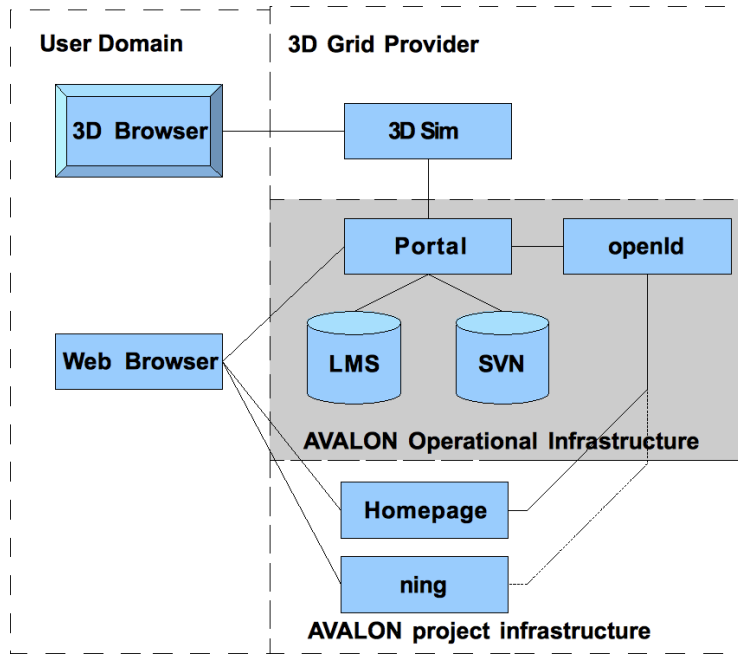 User Domain
3D Grid Provider
3D Browser
3D Sim
Portal
openId
Web Browser
LMS
SVN
AVALON Operational Infrastructure
Homepage
ning
AVALON project infrastructure